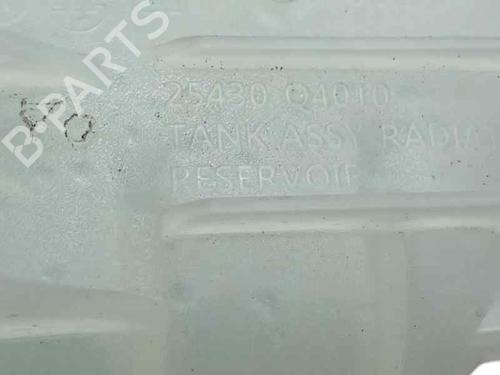 B-PARTS
25430 Q4010
TANK ASSY RADIA
RESERVOIR